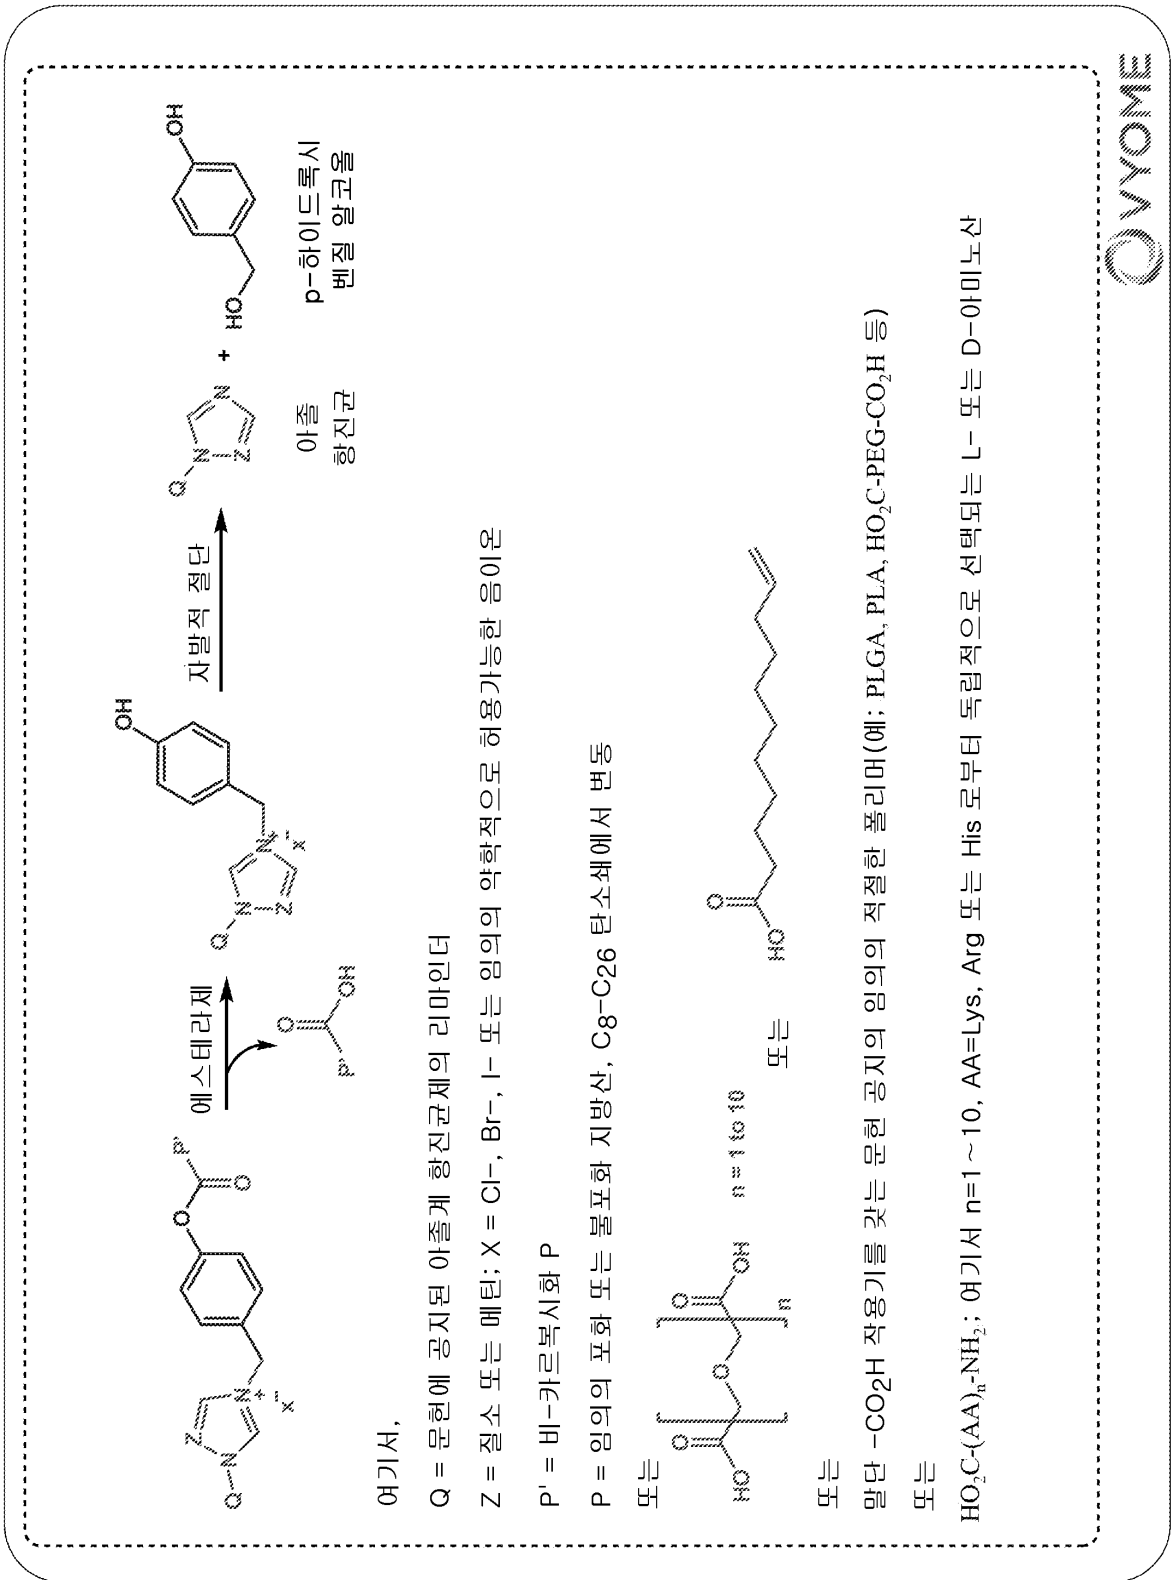 에스테라제
자발적 절단
Q
N
Z
N+
X-
O
P'
O
P'
O
OH
Q
N
Z
N+
X-
OH
Q
N
Z
N
+
HO
OH
아졸
항진균
p-하이드록시
벤질 알코올
여기서,
Q = 문헌에 공지된 아졸계 항진균제의 리마인더
Z = 질소 또는 메틴; X = Cl-, Br-, I- 또는 임의의 약학적으로 허용가능한 음이온
P' = 비-카르복시화 P
P = 임의의 포화 또는 불포화 지방산, C8-C26 탄소쇄에서 변동
또는
HO
O
O
O
OH
n
n = 1 to 10
또는
HO
O
또는
말단 -CO2H 작용기를 갖는 문헌 공지의 임의의 적절한 폴리머(예; PLGA, PLA, HO2C-PEG-CO2H 등)
또는
HO2C-(AA)n-NH2; 여기서 n=1 ~ 10, AA=Lys, Arg 또는 His 로부터 독립적으로 선택되는 L- 또는 D-아미노산
VYOME